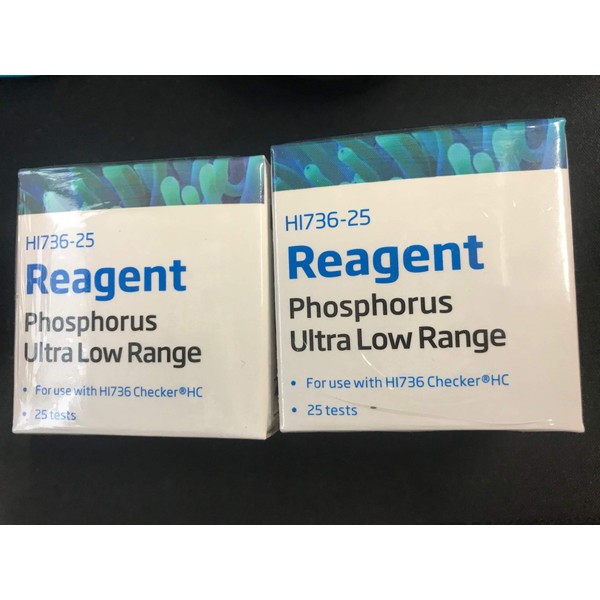 HI736-25
Reagent
Phosphorus
Ultra Low Range
• For use with HI736 Checker®HC
• 25 tests
HI736-25
Reagent
Phosphorus
Ultra Low Range
• For use with HI736 Checker®HC
• 25 tests